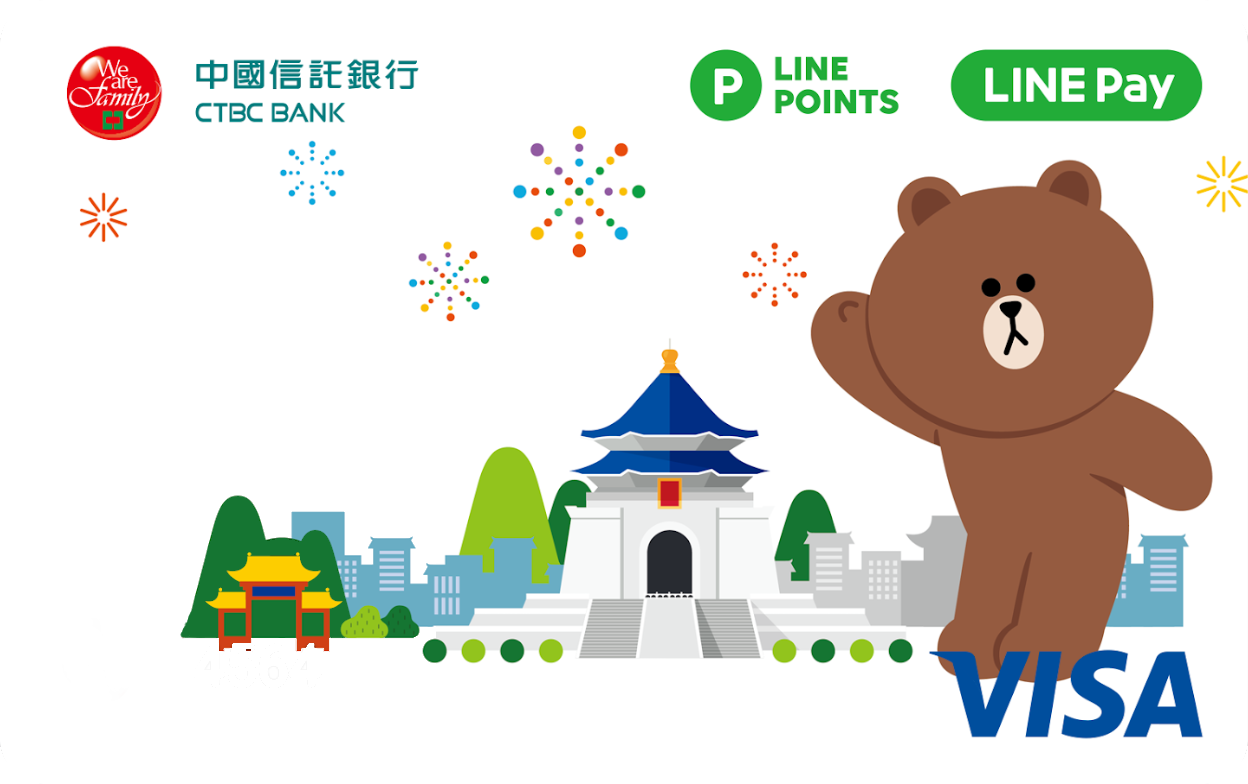 We
are
Family
中國信託銀行
CTBC BANK
P
LINE
POINTS
LINE Pay
VISA